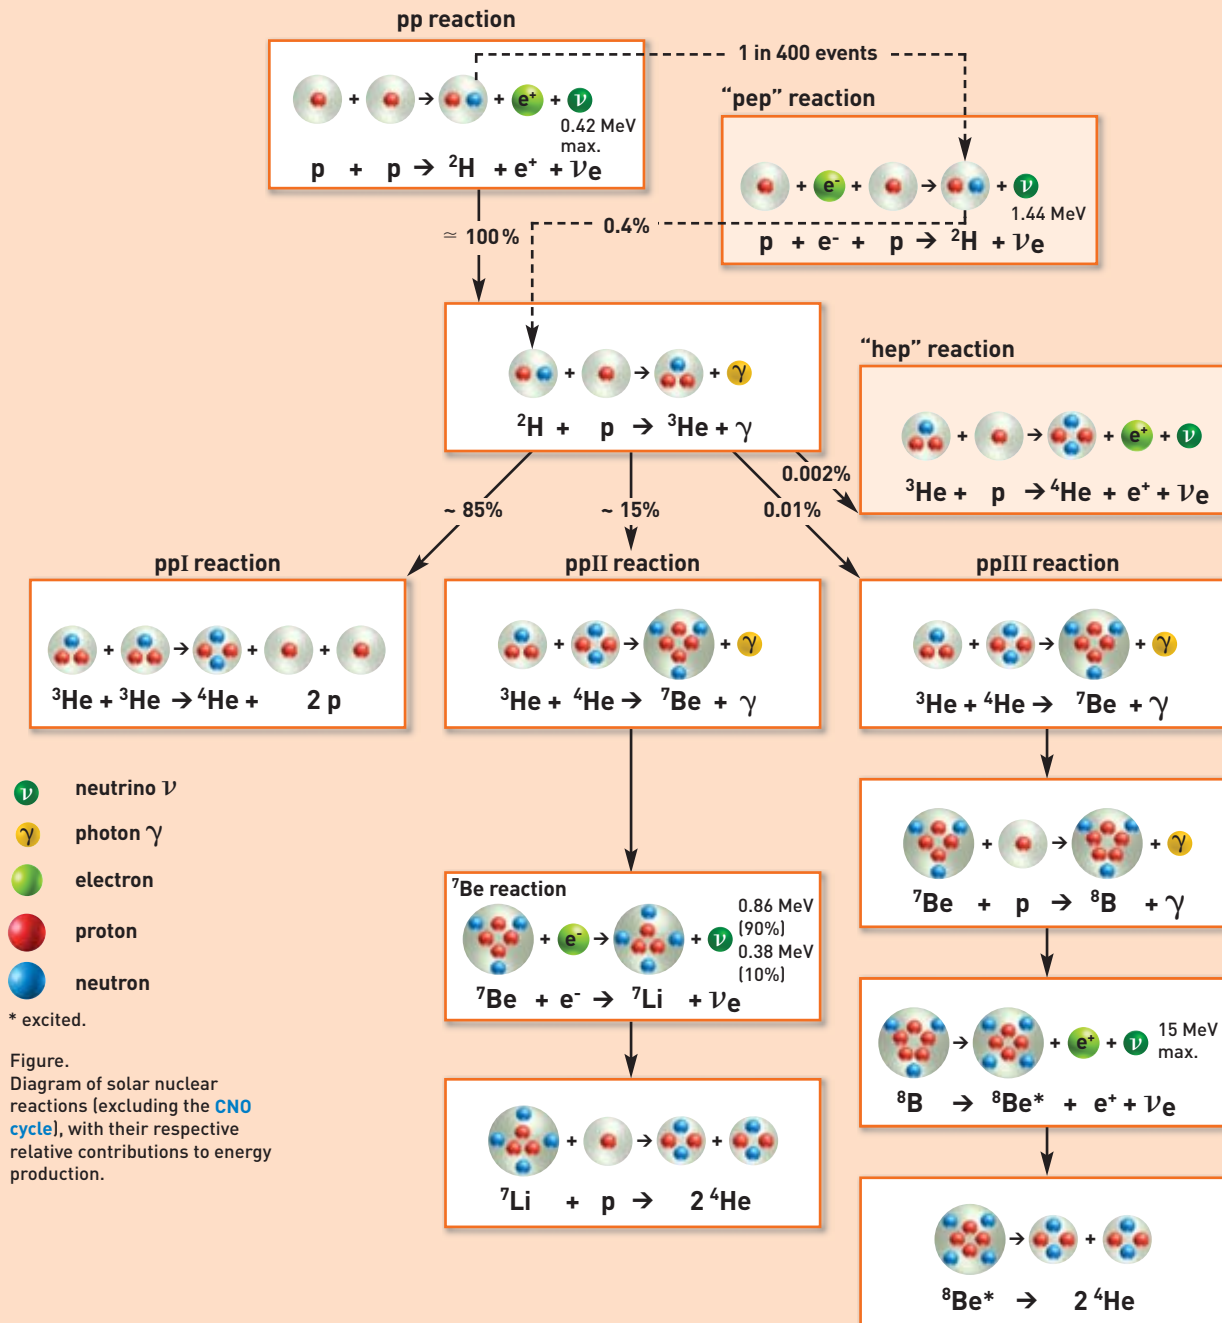 pp reaction
1 in 400 events
+ → + e⁺ + ν
0.42 MeV
max.
p + p → ²H + e⁺ + νe
"pep" reaction
+ e⁻ + → + ν
1.44 MeV
p + e⁻ + p → ²H + νe
≃ 100%
0.4%
+ → + γ
²H + p → ³He + γ
"hep" reaction
+ → + e⁺ + ν
³He + p → ⁴He + e⁺ + νe
~ 85%
~ 15%
0.01%
0.002%
ppI reaction
+ → + +
³He + ³He → ⁴He + 2 p
ppII reaction
+ → + γ
³He + ⁴He → ⁷Be + γ
ppIII reaction
+ → + γ
³He + ⁴He → ⁷Be + γ
⁷Be reaction
+ e⁻ → + ν
0.86 MeV
(90%)
0.38 MeV
(10%)
⁷Be + e⁻ → ⁷Li + νe
+ → +
⁷Li + p → 2 ⁴He
+ → + γ
⁷Be + p → ⁸B + γ
→ + e⁺ + ν
15 MeV
max.
⁸B → ⁸Be* + e⁺ + νe
→ +
⁸Be* → 2 ⁴He
ν neutrino ν
γ photon γ
electron
proton
neutron
* excited.
Figure.
Diagram of solar nuclear
reactions (excluding the CNO
cycle), with their respective
relative contributions to energy
production.